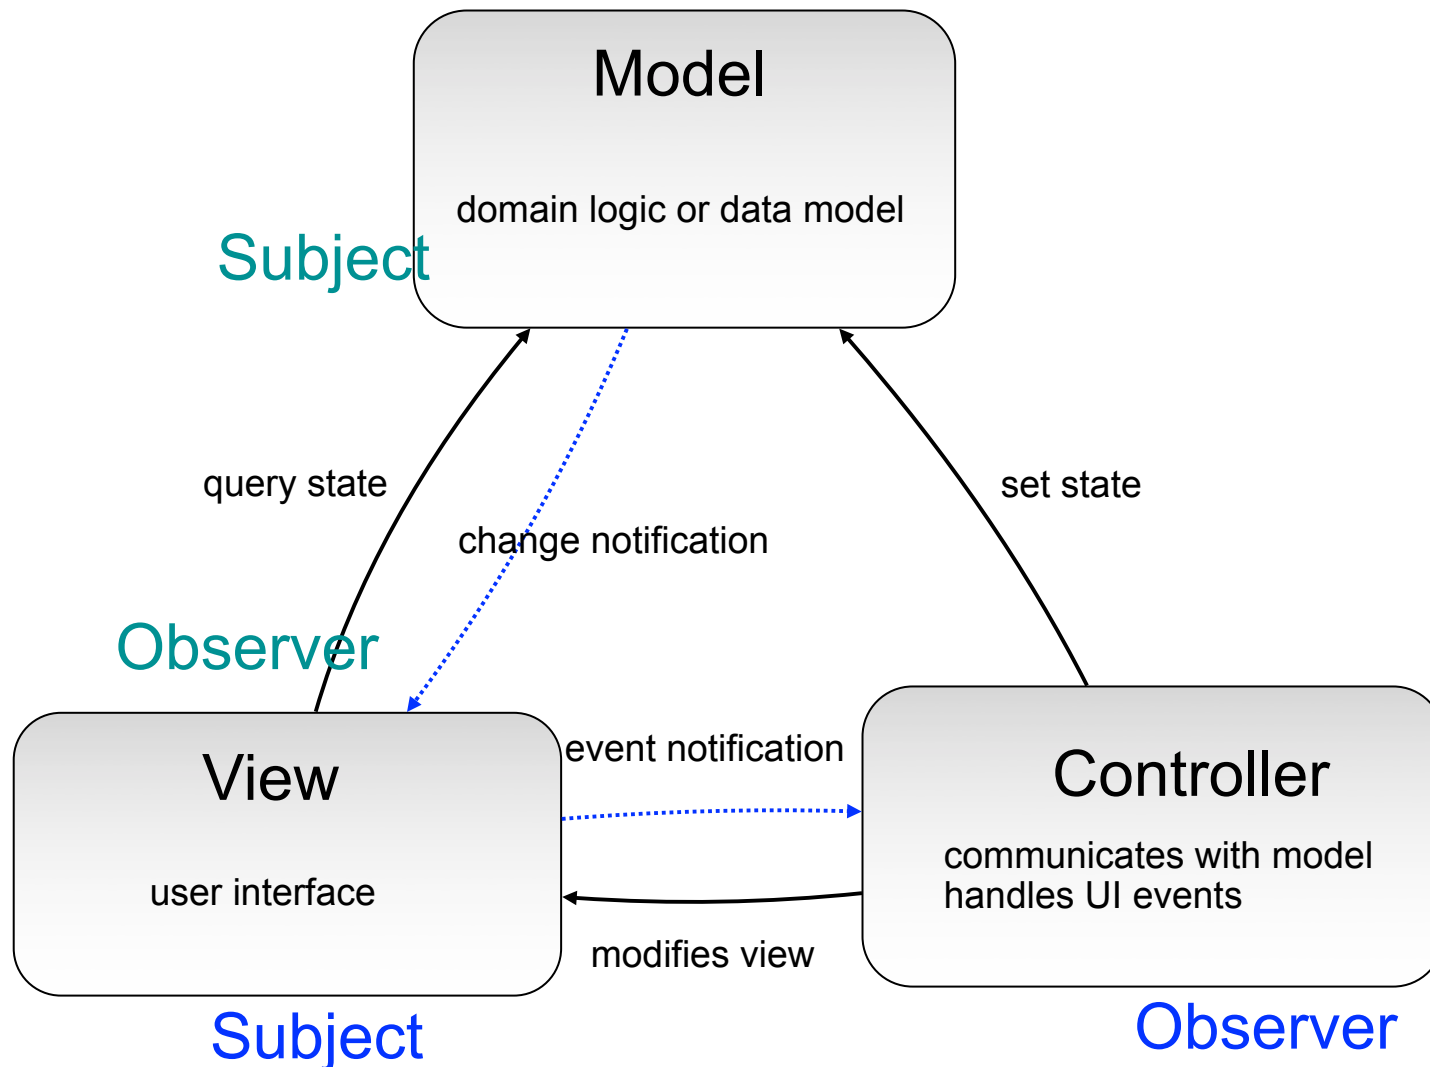 Model
domain logic or data model
Subject
query state
set state
change notification
Observer
View
user interface
event notification
modifies view
Controller
communicates with model
handles UI events
Subject
Observer